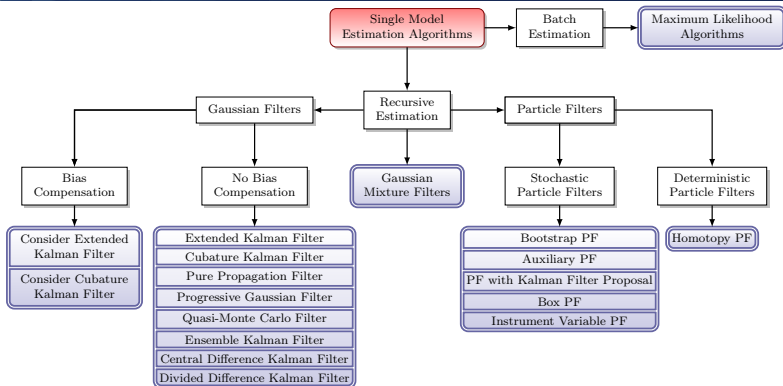 Single Model
Estimation Algorithms
Batch
Estimation
Maximum Likelihood
Algorithms
Gaussian Filters
Recursive
Estimation
Particle Filters
Bias
Compensation
No Bias
Compensation
Gaussian
Mixture Filters
Stochastic
Particle Filters
Deterministic
Particle Filters
Consider Extended
Kalman Filter
Consider Cubature
Kalman Filter
Extended Kalman Filter
Cubature Kalman Filter
Pure Propagation Filter
Progressive Gaussian Filter
Quasi-Monte Carlo Filter
Ensemble Kalman Filter
Central Difference Kalman Filter
Divided Difference Kalman Filter
Bootstrap PF
Auxiliary PF
PF with Kalman Filter Proposal
Box PF
Instrument Variable PF
Homotopy PF